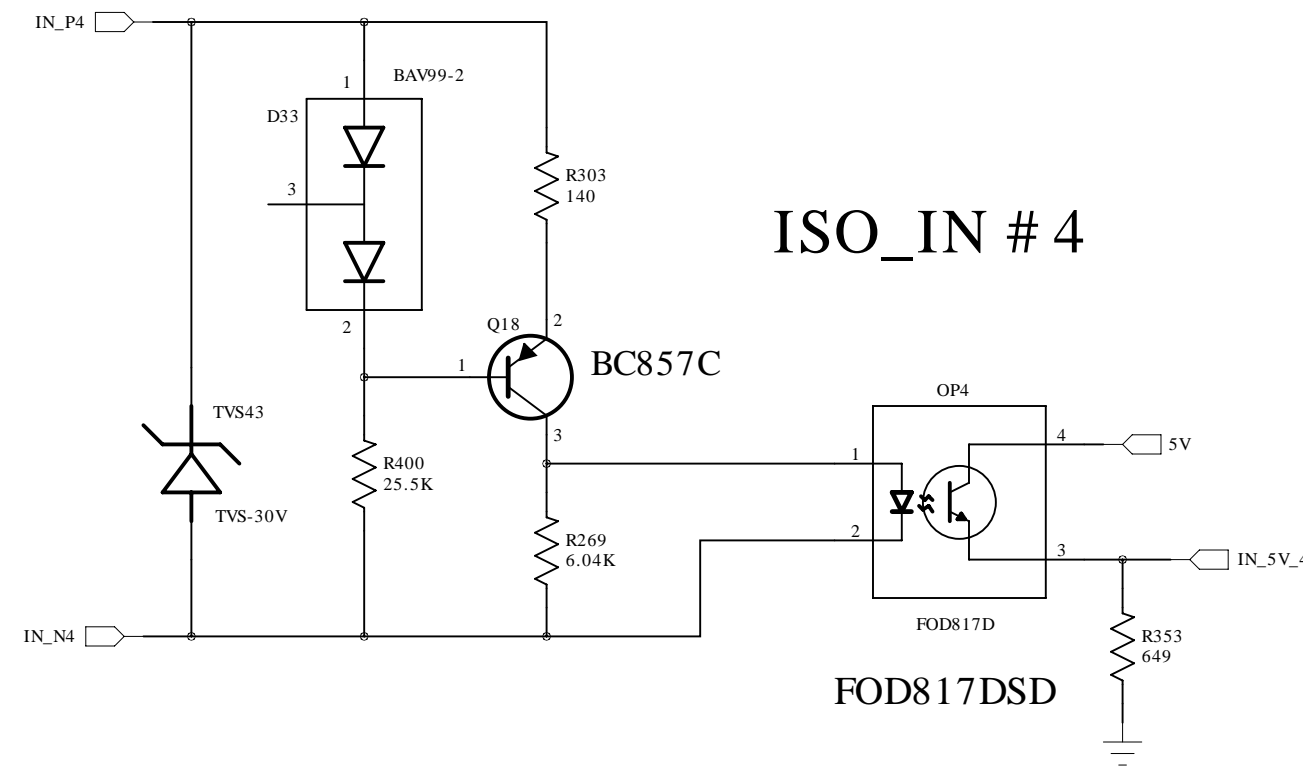 IN_P4
1
BAV99-2
D33
3
R303
140
ISO_IN # 4
2
Q18
2
BC857C
1
TVS43
3
OP4
R400
25.5K
1
4
5V
TVS-30V
R269
6.04K
2
3
IN_5V_4
IN_N4
FOD817D
R353
649
FOD817DSD